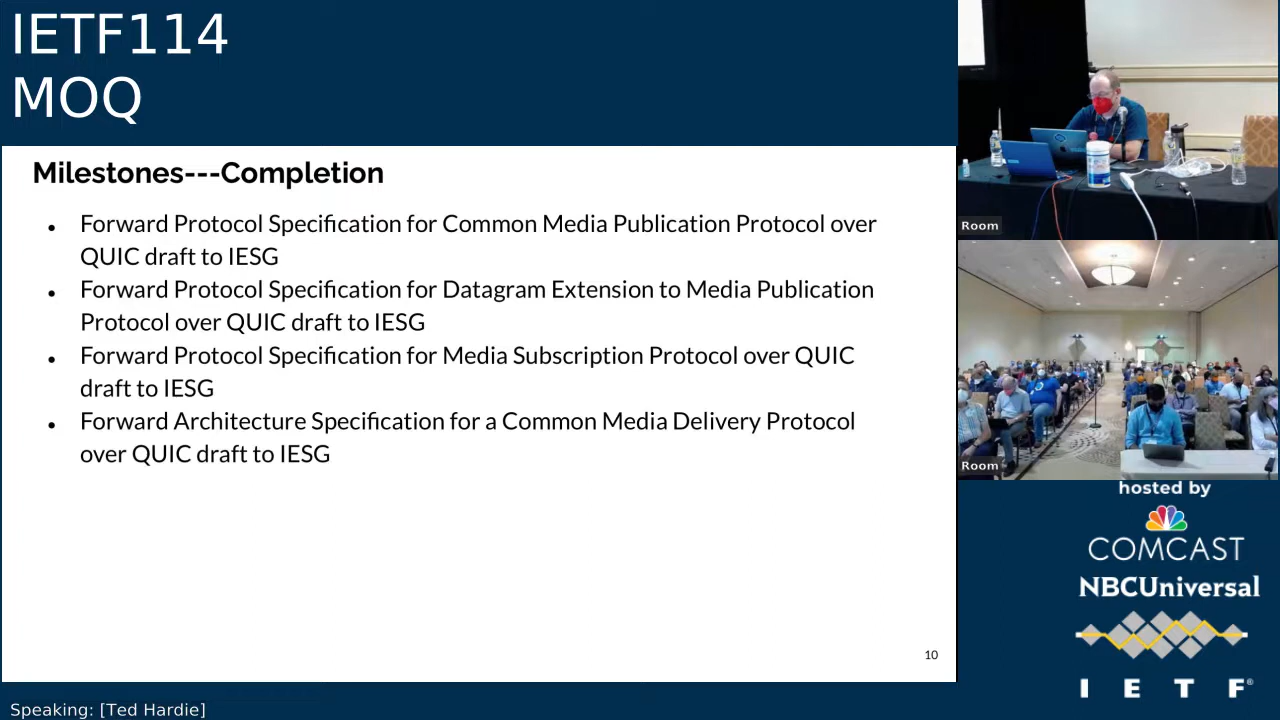 IETF114
MOQ
Milestones---Completion
• Forward Protocol Specification for Common Media Publication Protocol over
QUIC draft to IESG
• Forward Protocol Specification for Datagram Extension to Media Publication
Protocol over QUIC draft to IESG
• Forward Protocol Specification for Media Subscription Protocol over QUIC
draft to IESG
• Forward Architecture Specification for a Common Media Delivery Protocol
over QUIC draft to IESG
10
Room
Room
hosted by
COMCAST
NBCUniversal
I E T F®
Speaking: [Ted Hardie]